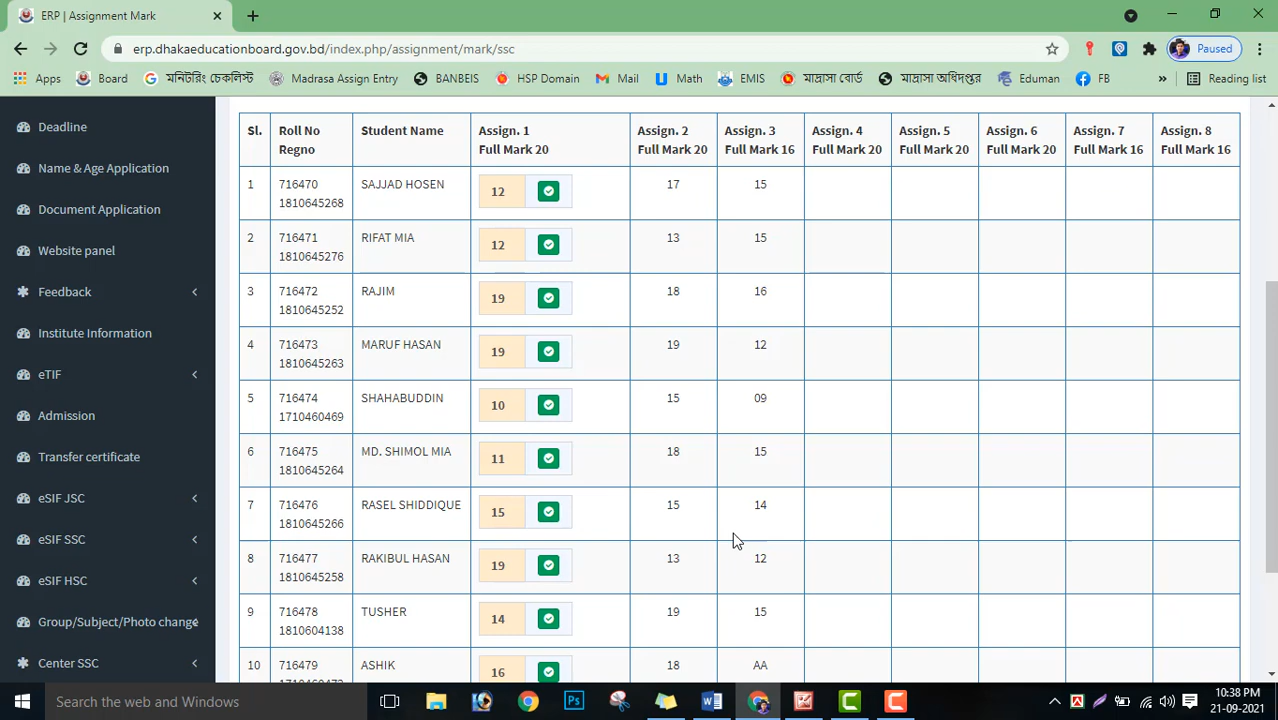 ERP | Assignment Mark
erp.dhakaeducationboard.gov.bd/index.php/assignment/mark/ssc
Paused
Apps Board মনিটরিং চেকলিস্ট Madrasa Assign Entry BANBEIS HSP Domain Mail Math EMIS মাদ্রাসা বোর্ড মাদ্রাসা অধিদপ্তর Eduman FB » Reading list
Deadline
Name & Age Application
Document Application
Website panel
Feedback
Institute Information
eTIF
Admission
Transfer certificate
eSIF JSC
eSIF SSC
eSIF HSC
Group/Subject/Photo change
Center SSC
Sl. Roll No Student Name Assign. 1 Assign. 2 Assign. 3 Assign. 4 Assign. 5 Assign. 6 Assign. 7 Assign. 8
Regno Full Mark 20 Full Mark 20 Full Mark 16 Full Mark 20 Full Mark 20 Full Mark 20 Full Mark 16 Full Mark 16
1 716470 SAJJAD HOSEN 12 17 15
1810645268
2 716471 RIFAT MIA 12 13 15
1810645276
3 716472 RAJIM 19 18 16
1810645252
4 716473 MARUF HASAN 19 19 12
1810645263
5 716474 SHAHABUDDIN 10 15 09
1710460469
6 716475 MD. SHIMOL MIA 11 18 15
1810645264
7 716476 RASEL SHIDDIQUE 15 15 14
1810645266
8 716477 RAKIBUL HASAN 19 13 12
1810645258
9 716478 TUSHER 14 19 15
1810604138
10 716479 ASHIK 16 18 AA
Search the web and Windows
10:38 PM
21-09-2021